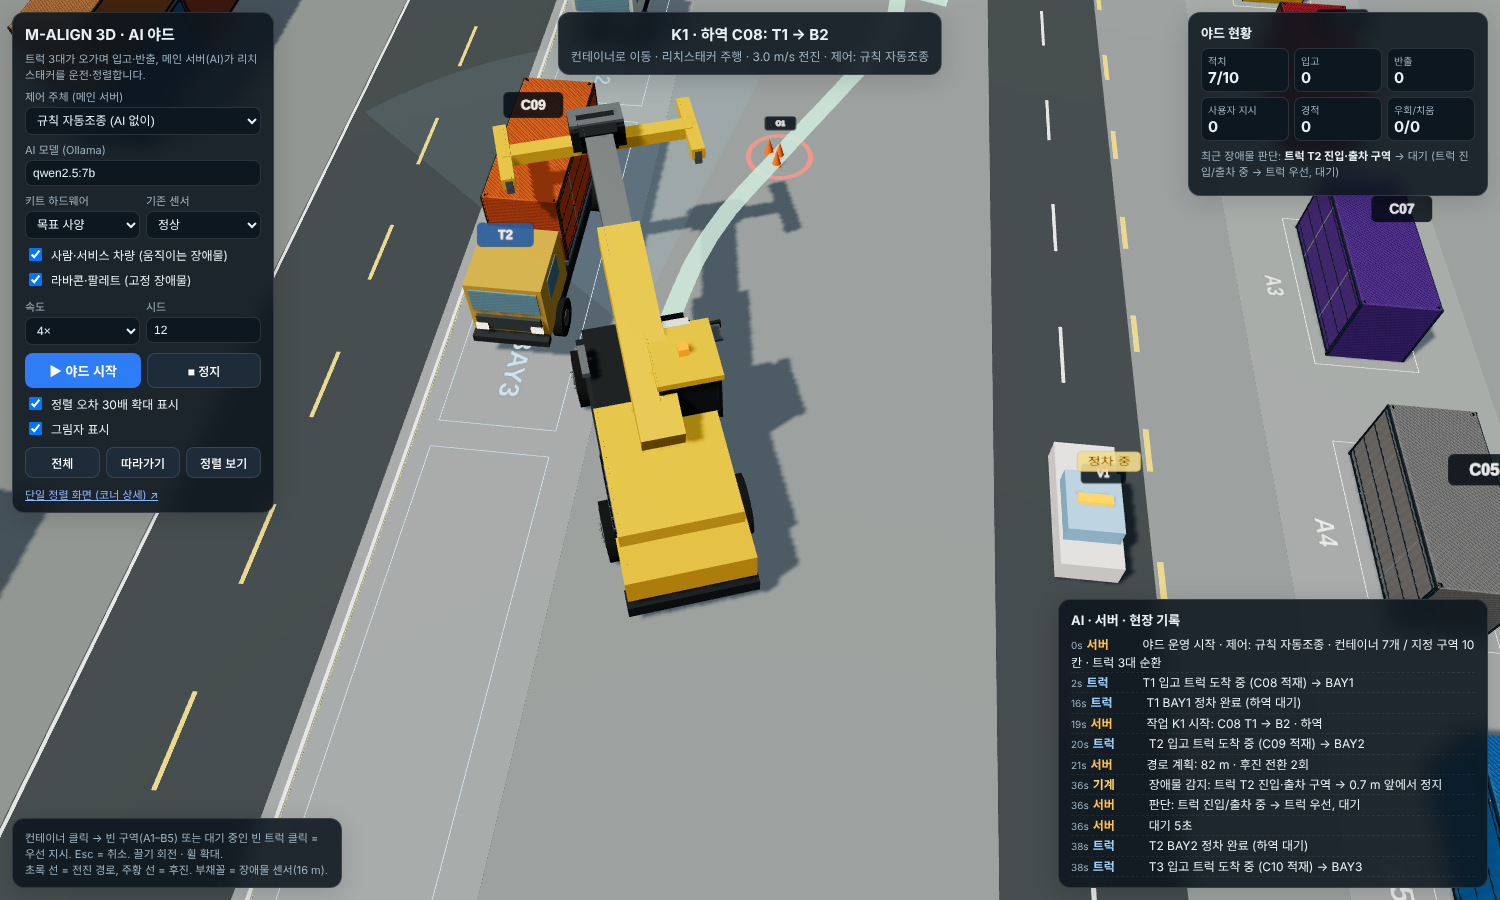 M-ALIGN 3D · AI 야드
트럭 3대가 오가며 입고·반출, 메인 서버(AI)가 리치
스태커를 운전·정렬합니다.
제어 주체 (메인 서버)
규칙 자동조종 (AI 없이)
AI 모델 (Ollama)
qwen2.5:7b
키트 하드웨어
기존 센서
목표 사양
정상
사람·서비스 차량 (움직이는 장애물)
라바콘·팔레트 (고정 장애물)
속도
시드
4×
12
▶ 야드 시작
■ 정지
정렬 오차 30배 확대 표시
그림자 표시
전체
따라가기
정렬 보기
단일 정렬 화면 (코너 상세) ↗
K1 · 하역 C08: T1 → B2
컨테이너로 이동 · 리치스태커 주행 · 3.0 m/s 전진 · 제어: 규칙 자동조종
야드 현황
적치
7/10
입고
0
반출
0
사용자 지시
0
경적
0
우회/치움
0/0
최근 장애물 판단: 트럭 T2 진입·출차 구역 → 대기 (트럭 진
입/출차 중 → 트럭 우선, 대기)
C09
2
O1
T2
BAY3
C07
A3
정차 중
V1
C05
A4
AI · 서버 · 현장 기록
0s 서버 야드 운영 시작 · 제어: 규칙 자동조종 · 컨테이너 7개 / 지정 구역 10
칸 · 트럭 3대 순환
2s 트럭 T1 입고 트럭 도착 중 (C08 적재) → BAY1
16s 트럭 T1 BAY1 정차 완료 (하역 대기)
19s 서버 작업 K1 시작: C08 T1 → B2 · 하역
20s 트럭 T2 입고 트럭 도착 중 (C09 적재) → BAY2
21s 서버 경로 계획: 82 m · 후진 전환 2회
36s 기계 장애물 감지: 트럭 T2 진입·출차 구역 → 0.7 m 앞에서 정지
36s 서버 판단: 트럭 진입/출차 중 → 트럭 우선, 대기
36s 서버 대기 5초
38s 트럭 T2 BAY2 정차 완료 (하역 대기)
38s 트럭 T3 입고 트럭 도착 중 (C10 적재) → BAY3
컨테이너 클릭 → 빈 구역(A1–B5) 또는 대기 중인 빈 트럭 클릭 =
우선 지시. Esc = 취소. 끌기 회전 · 휠 확대.
초록 선 = 전진 경로, 주황 선 = 후진. 부채꼴 = 장애물 센서(16 m).